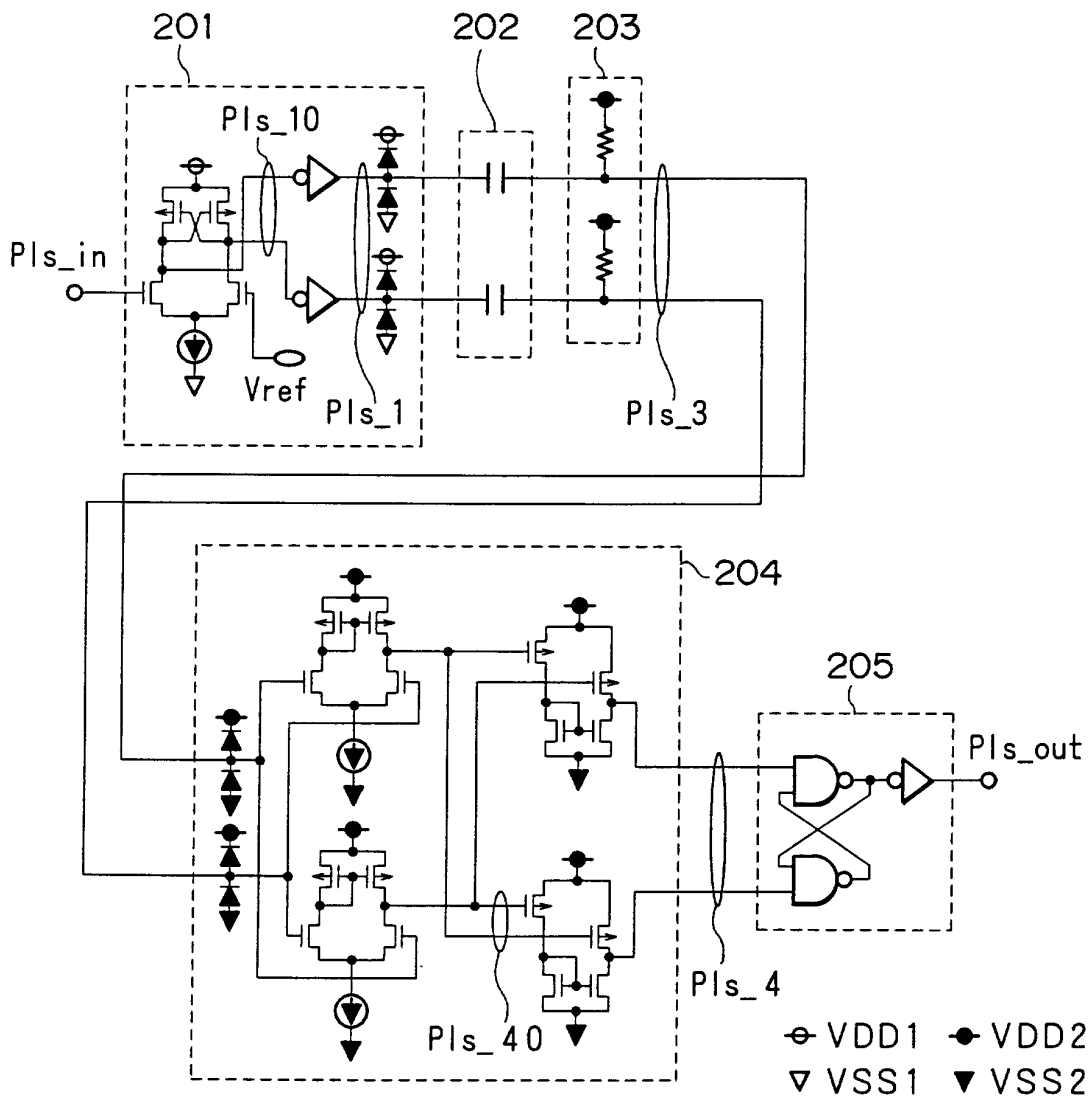 201
202
203
Pls_10
Pls_in
Vref
Pls_1
Pls_3
204
205
Pls_out
Pls_40
Pls_4
VDD1
VDD2
VSS1
VSS2